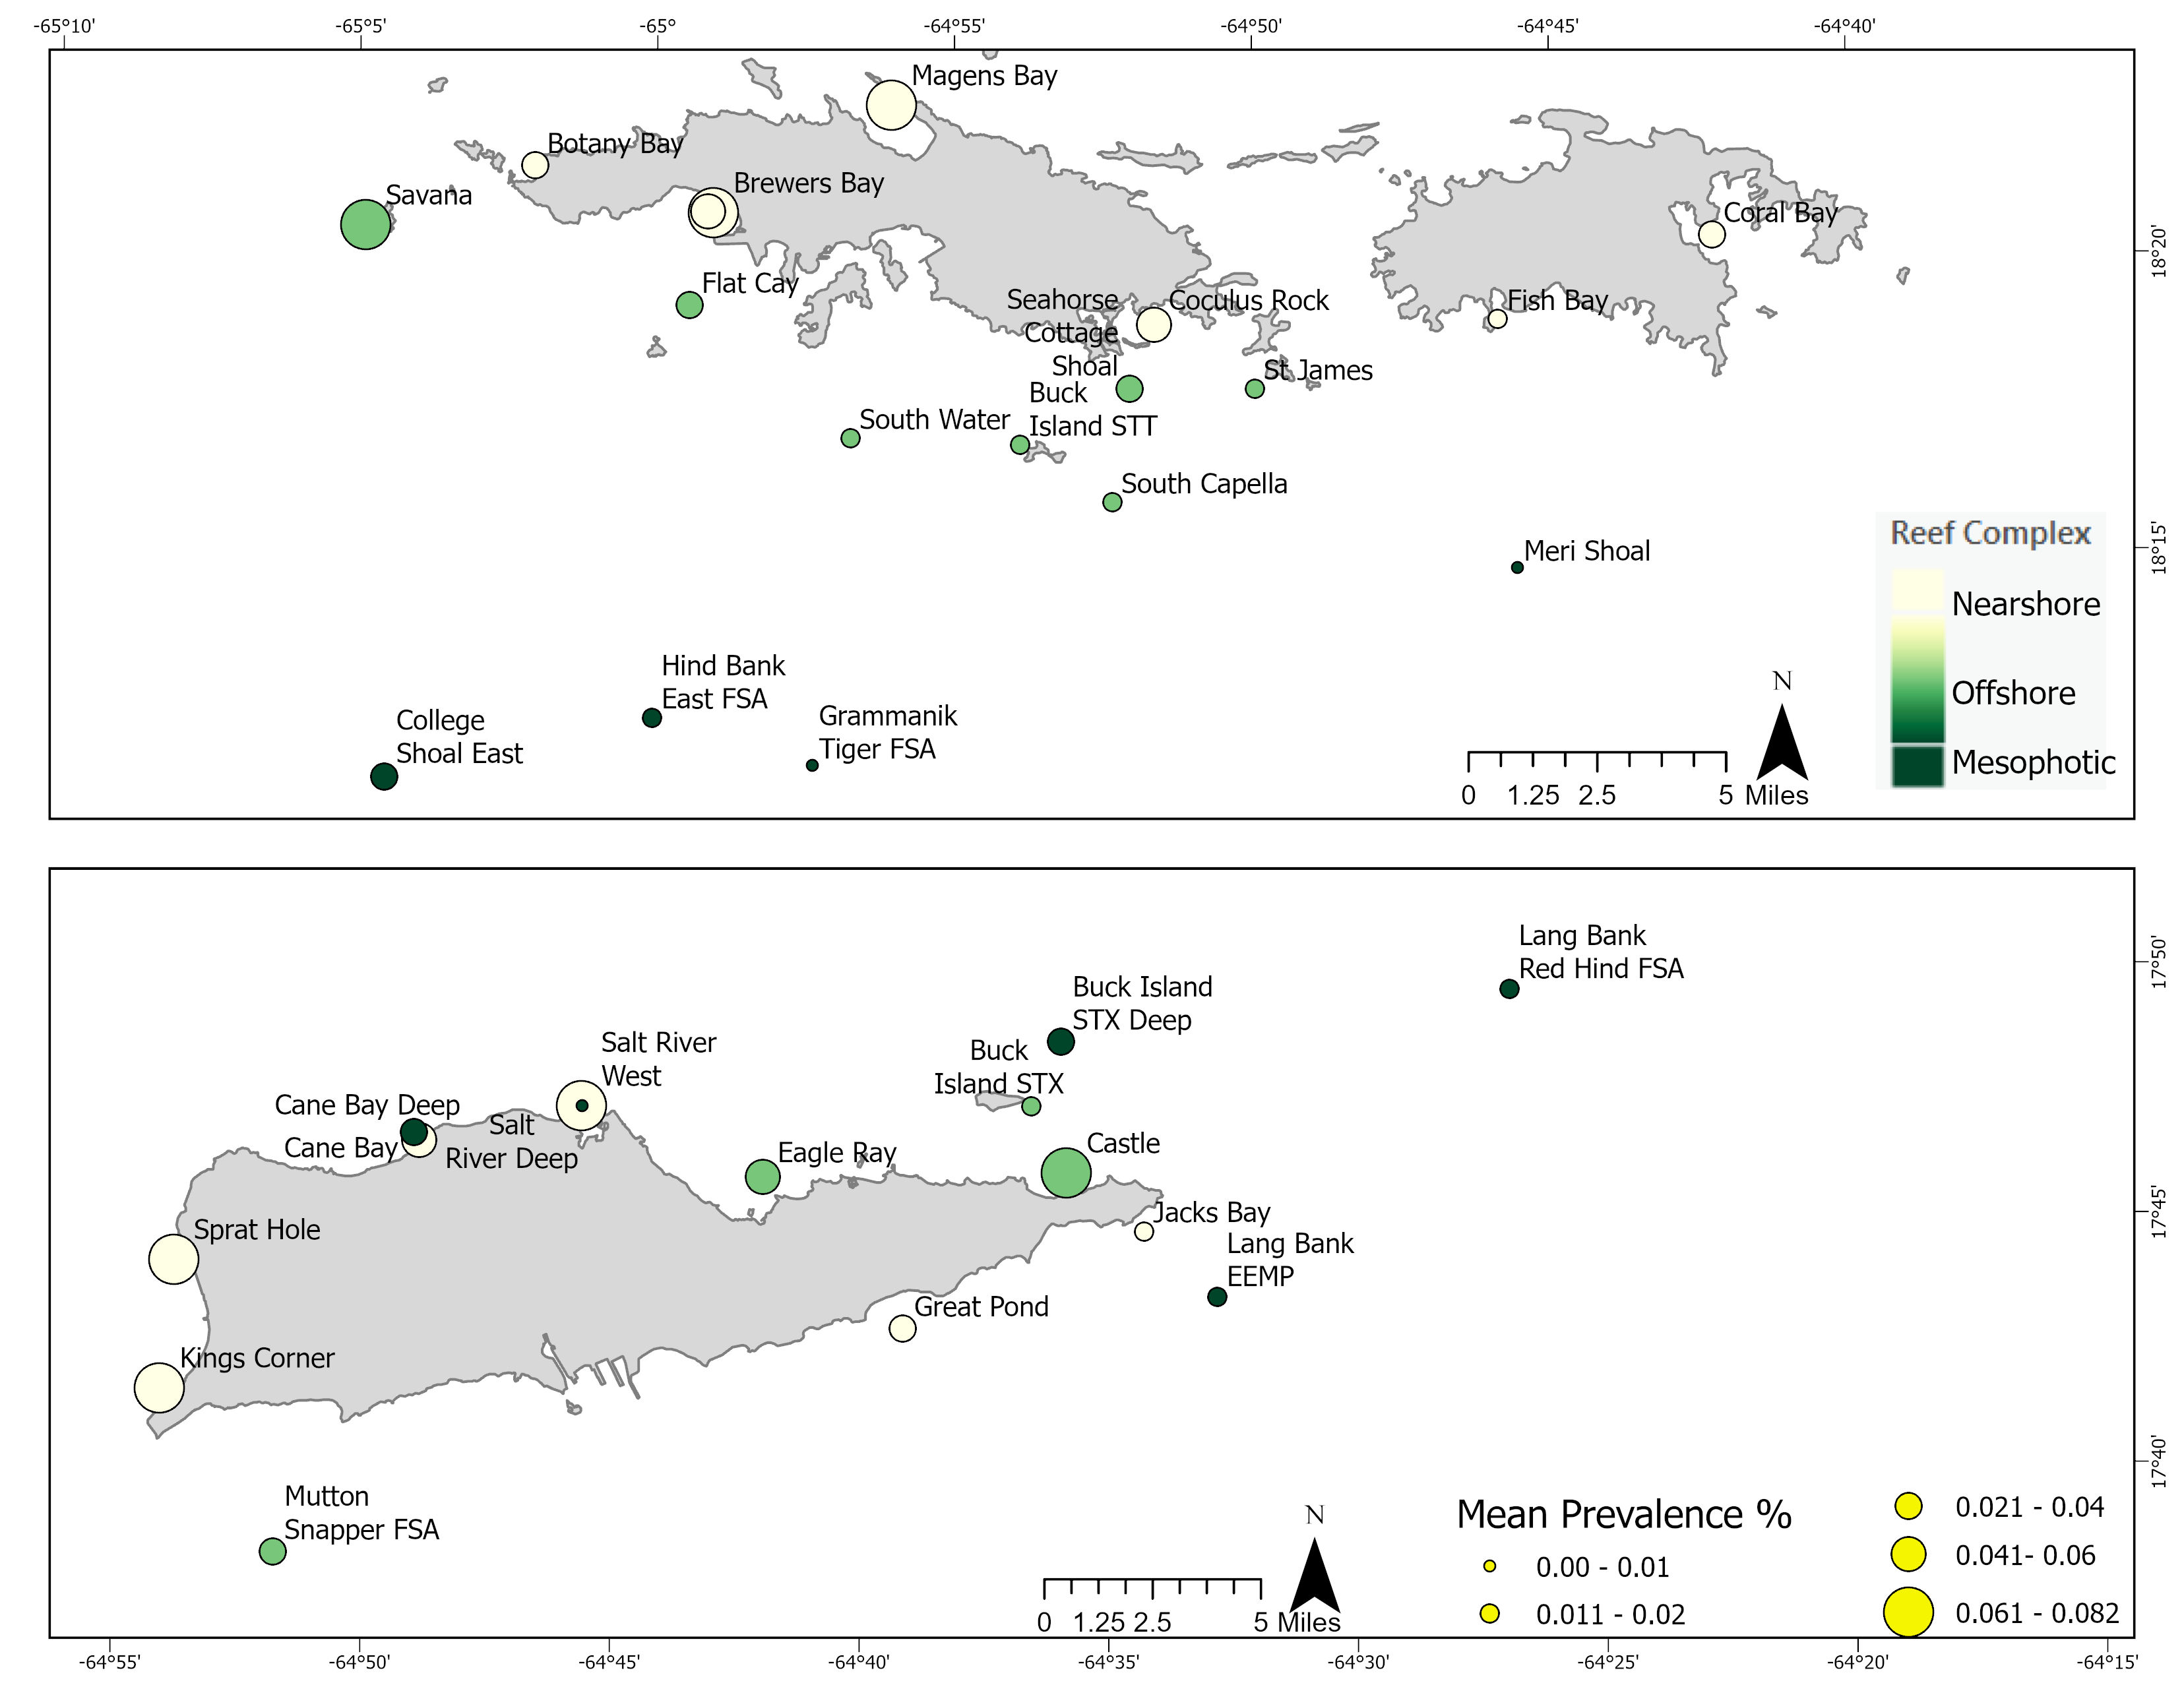 -65°10' -65°5' -65° -64°55' -64°50' -64°45' -64°40'
Magens Bay
Botany Bay
Brewers Bay
Savana
Coral Bay
18°20'
Flat Cay
Seahorse
Cottage
Shoal
Coculus Rock
Fish Bay
St James
Buck
Island STT
South Water
South Capella
Meri Shoal
18°15'
Reef Complex
Nearshore
Offshore
Mesophotic
Hind Bank
East FSA
College
Shoal East
Grammanik
Tiger FSA
N
0 1.25 2.5 5 Miles
Lang Bank
Red Hind FSA
17°50'
Buck Island
STX Deep
Buck
Island STX
Salt River
West
Cane Bay Deep
Cane Bay
Salt
River Deep
Eagle Ray
Castle
Jacks Bay
17°45'
Lang Bank
EEMP
Sprat Hole
Great Pond
Kings Corner
17°40'
Mutton
Snapper FSA
N
0 1.25 2.5 5 Miles
Mean Prevalence %
0.00 - 0.01
0.011 - 0.02
0.021 - 0.04
0.041- 0.06
0.061 - 0.082
-64°55' -64°50' -64°45' -64°40' -64°35' -64°30' -64°25' -64°20' -64°15'